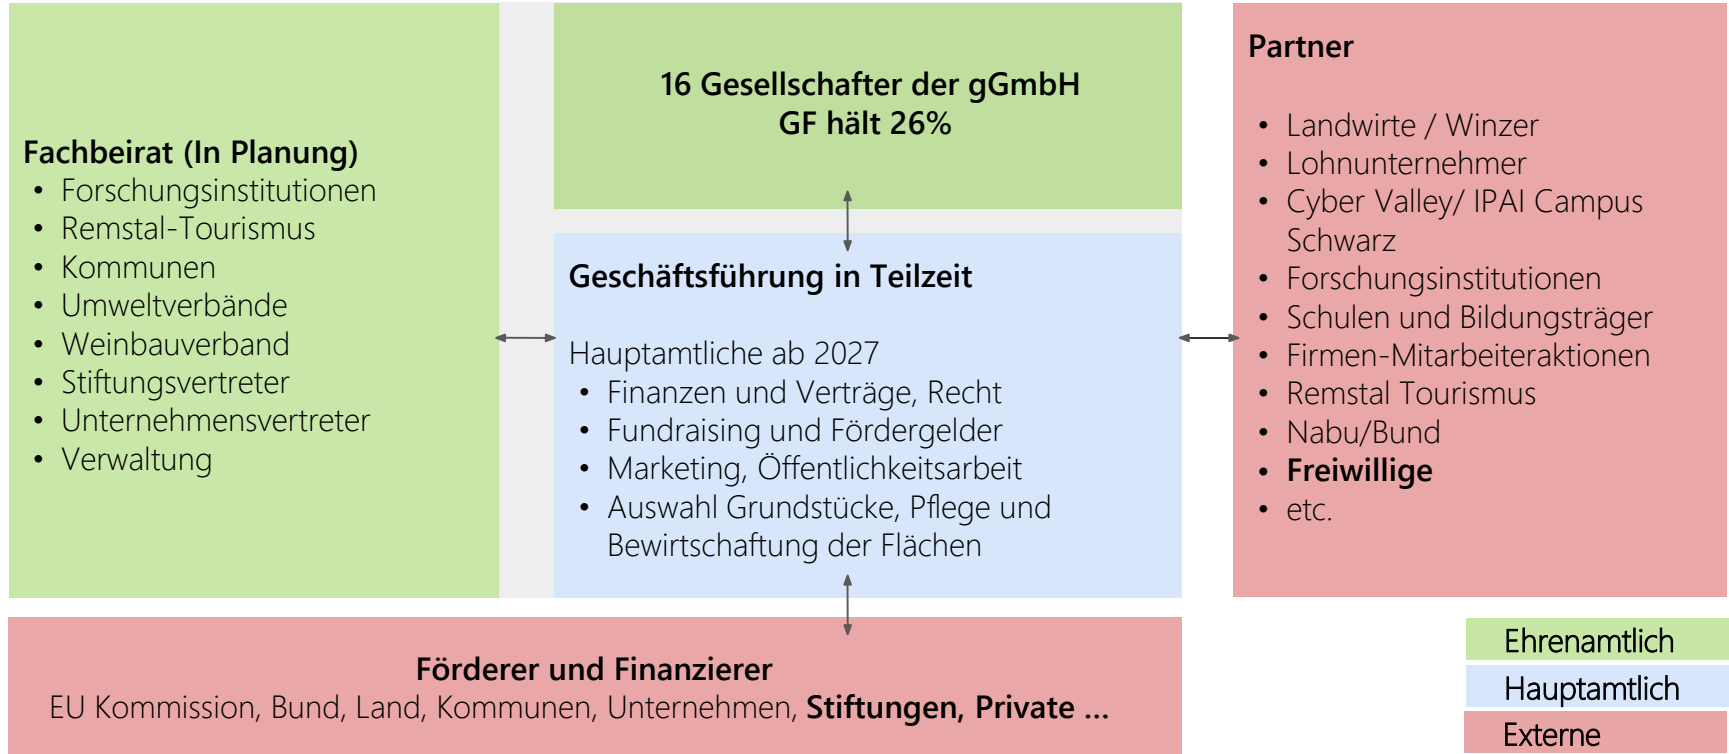 16 Gesellschafter der gGmbH
GF hält 26%
Fachbeirat (In Planung)
• Forschungsinstitutionen
• Remstal-Tourismus
• Kommunen
• Umweltverbände
• Weinbauverband
• Stiftungsvertreter
• Unternehmensvertreter
• Verwaltung
Geschäftsführung in Teilzeit
Hauptamtliche ab 2027
• Finanzen und Verträge, Recht
• Fundraising und Fördergelder
• Marketing, Öffentlichkeitsarbeit
• Auswahl Grundstücke, Pflege und
Bewirtschaftung der Flächen
Partner
• Landwirte / Winzer
• Lohnunternehmer
• Cyber Valley/ IPAI Campus
Schwarz
• Forschungsinstitutionen
• Schulen und Bildungsträger
• Firmen-Mitarbeiteraktionen
• Remstal Tourismus
• Nabu/Bund
• Freiwillige
• etc.
Förderer und Finanzierer
EU Kommission, Bund, Land, Kommunen, Unternehmen, Stiftungen, Private ...
Ehrenamtlich
Hauptamtlich
Externe